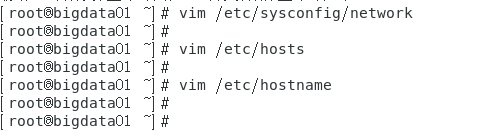 [root@bigdata01 ~]# vim /etc/sysconfig/network
[root@bigdata01 ~]#
[root@bigdata01 ~]# vim /etc/hosts
[root@bigdata01 ~]#
[root@bigdata01 ~]# vim /etc/hostname
[root@bigdata01 ~]#
[root@bigdata01 ~]#